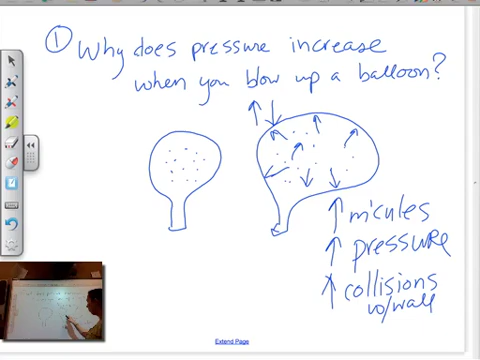 ① Why does pressure increase
when you blow up a balloon?
↑ m'cules
↑ pressure
↑ collisions
w/wall
Extend Page